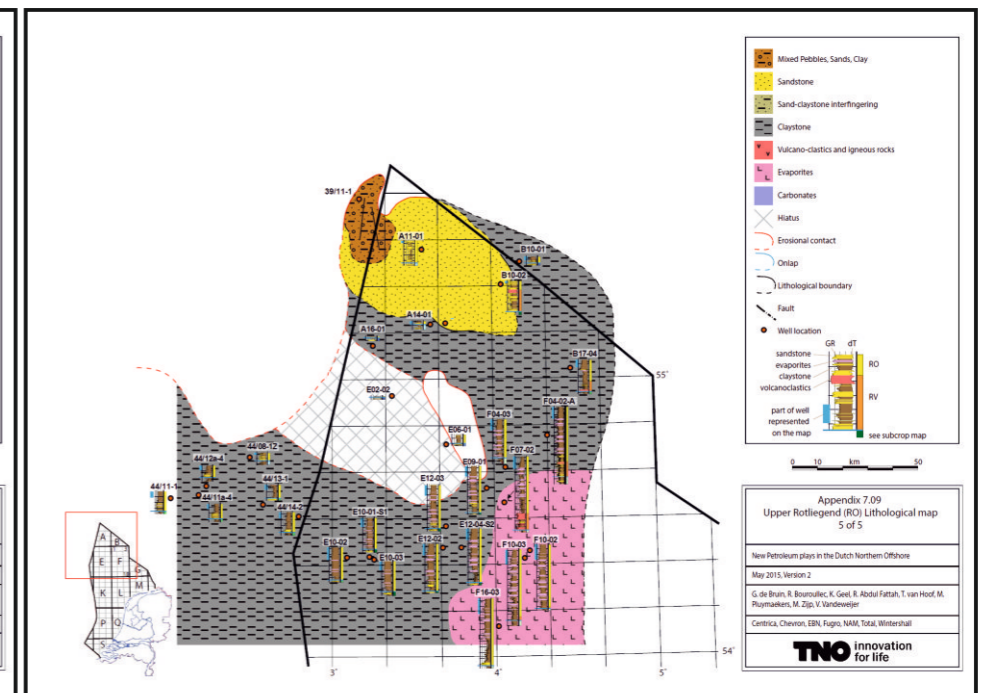 Mixed Pebbles, Sands, Clay
Sandstone
Sand-claystone interfingering
Claystone
Vulcano-clastics and igneous rocks
Evaporites
Carbonates
Hiatus
Erosional contact
Onlap
Lithological boundary
Fault
Well location
GR dT
sandstone
evaporites
claystone
volcanoclastics
RO
RV
part of well
represented
on the map
see subcrop map
0 10 km 50
Appendix 7.09
Upper Rotliegend (RO) Lithological map
5 of 5
New Petroleum plays in the Dutch Northern Offshore
May 2015, Version 2
G. de Bruin, R. Bouroullec, K. Geel, R. Abdul Fattah, T. van Hoof, M.
Pluymaekers, M. Zijp, V. Vandeweijer
Centrica, Chevron, EBN, Fugro, NAM, Total, Wintershall
TNO innovation
for life
39/11-1
A11-01
B10-01
B10-02
A14-01
A16-01
B17-04
55°
E02-02
F04-02-A
F04-03
E06-01
44/08-1Z
F07-02
44/12a-4
E09-01
44/11-1
44/13-1
E12-03
44/11a-4
44/14-2
E10-01-S1
E12-04-S2
E10-02
E12-02
F10-03
F10-02
E10-03
F16-03
54°
3°
4°
5°
A
B
E
F
G
M
K
L
P
Q
S